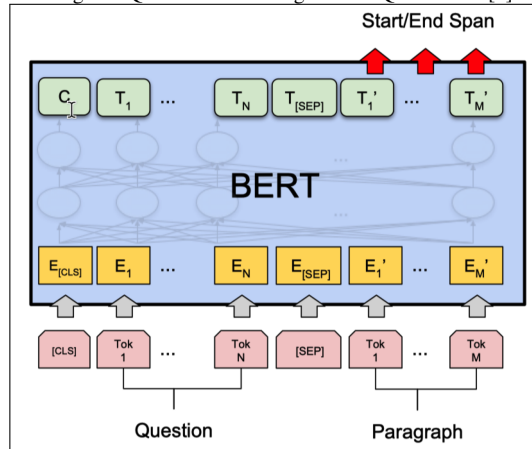 Start/End Span
C T1 ... TN T[SEP] T1' ... TM'
...
BERT
...
E[CLS] E1 ... EN E[SEP] E1' ... EM'
[CLS] Tok 1 ... Tok N [SEP] Tok 1 ... Tok M
Question Paragraph